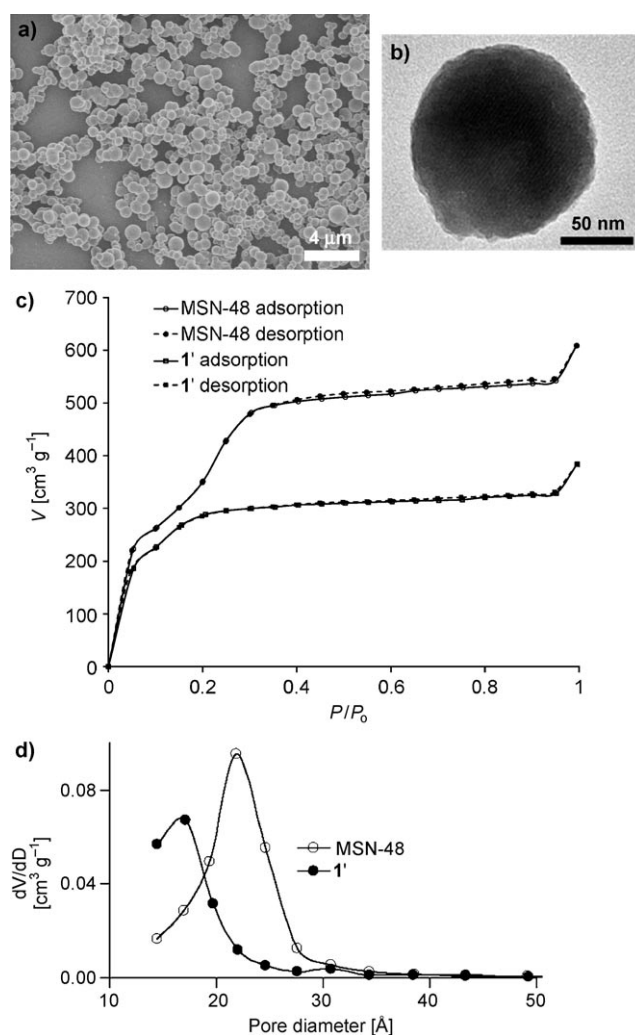 a)
4 μm
b)
50 nm
c)
700
600
500
400
300
200
100
0
V [cm³ g⁻¹]
MSN-48 adsorption
MSN-48 desorption
1' adsorption
1' desorption
0 0.2 0.4 0.6 0.8 1
P/P₀
d)
0.08
0.04
0.00
dV/dD
[cm³ g⁻¹]
MSN-48
1'
10 20 30 40 50
Pore diameter [Å]